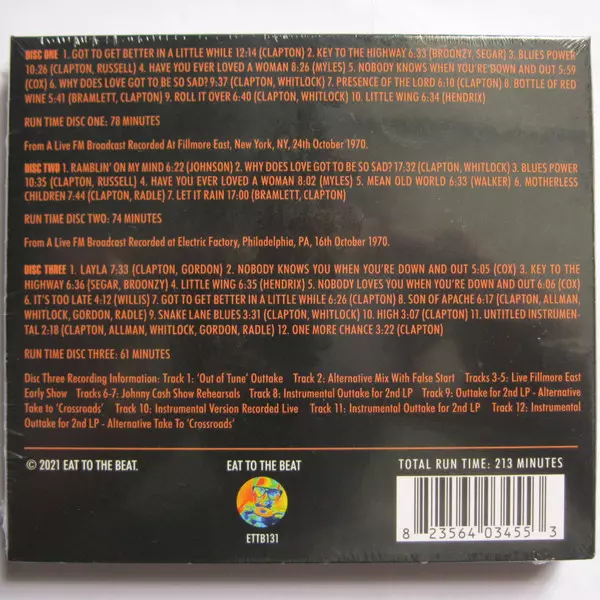 DISC ONE 1. GOT TO GET BETTER IN A LITTLE WHILE 12:14 (CLAPTON) 2. KEY TO THE HIGHWAY 6:33 (BROONZY, SEGAR) 3. BLUES POWER
10:26 (CLAPTON, RUSSELL) 4. HAVE YOU EVER LOVED A WOMAN 8:26 (MYLES) 5. NOBODY KNOWS WHEN YOU'RE DOWN AND OUT 5:59
(COX) 6. WHY DOES LOVE GOT TO BE SO SAD? 9:37 (CLAPTON, WHITLOCK) 7. PRESENCE OF THE LORD 6:10 (CLAPTON) 8. BOTTLE OF RED
WINE 5:41 (BRAMLETT, CLAPTON) 9. ROLL IT OVER 6:40 (CLAPTON, WHITLOCK) 10. LITTLE WING 6:34 (HENDRIX)
RUN TIME DISC ONE: 78 MINUTES
From A Live FM Broadcast Recorded At Fillmore East, New York, NY, 24th October 1970.
DISC TWO 1. RAMBLIN' ON MY MIND 6:22 (JOHNSON) 2. WHY DOES LOVE GOT TO BE SO SAD? 17:32 (CLAPTON, WHITLOCK) 3. BLUES POWER
10:35 (CLAPTON, RUSSELL) 4. HAVE YOU EVER LOVED A WOMAN 8:02 (MYLES) 5. MEAN OLD WORLD 6:33 (WALKER) 6. MOTHERLESS
CHILDREN 7:44 (CLAPTON, RADLE) 7. LET IT RAIN 17:00 (BRAMLETT, CLAPTON)
RUN TIME DISC TWO: 74 MINUTES
From A Live FM Broadcast Recorded at Electric Factory, Philadelphia, PA, 16th October 1970.
DISC THREE 1. LAYLA 7:33 (CLAPTON, GORDON) 2. NOBODY KNOWS YOU WHEN YOU'RE DOWN AND OUT 5:05 (COX) 3. KEY TO THE
HIGHWAY 6:36 (SEGAR, BROONZY) 4. LITTLE WING 6:35 (HENDRIX) 5. NOBODY LOVES YOU WHEN YOU'RE DOWN AND OUT 6:06 (COX)
6. IT'S TOO LATE 4:12 (WILLIS) 7. GOT TO GET BETTER IN A LITTLE WHILE 6:26 (CLAPTON) 8. SON OF APACHE 6:17 (CLAPTON, ALLMAN,
WHITLOCK, GORDON, RADLE) 9. SNAKE LANE BLUES 3:31 (CLAPTON, WHITLOCK) 10. HIGH 3:07 (CLAPTON) 11. UNTITLED INSTRUMEN-
TAL 2:18 (CLAPTON, ALLMAN, WHITLOCK, GORDON, RADLE) 12. ONE MORE CHANCE 3:22 (CLAPTON)
RUN TIME DISC THREE: 61 MINUTES
Disc Three Recording Information: Track 1: 'Out of Tune' Outtake Track 2: Alternative Mix With False Start Tracks 3-5: Live Fillmore East
Early Show Tracks 6-7: Johnny Cash Show Rehearsals Track 8: Instrumental Outtake for 2nd LP Track 9: Outtake for 2nd LP - Alternative
Take to 'Crossroads' Track 10: Instrumental Version Recorded Live Track 11: Instrumental Outtake for 2nd LP Track 12: Instrumental
Outtake for 2nd LP - Alternative Take To 'Crossroads'
© 2021 EAT TO THE BEAT.
EAT TO THE BEAT
ETTB131
TOTAL RUN TIME: 213 MINUTES
8 23564 03455 3